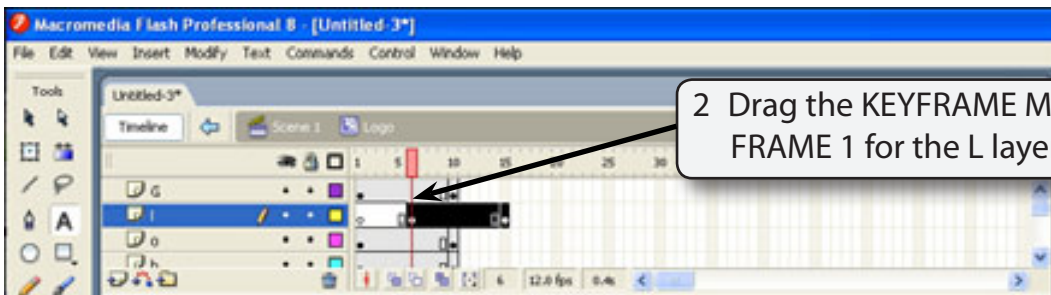 Macromedia Flash Professional 8 - [Untitled-3*]
File Edit View Insert Modify Text Commands Control Window Help
Tools
Untitled-3*
Timeline Scene 1 Logo
2 Drag the KEYFRAME M
FRAME 1 for the L laye
1 5 10 15 20 25 30
G
l
o
b
6 12.0 fps 0.4s